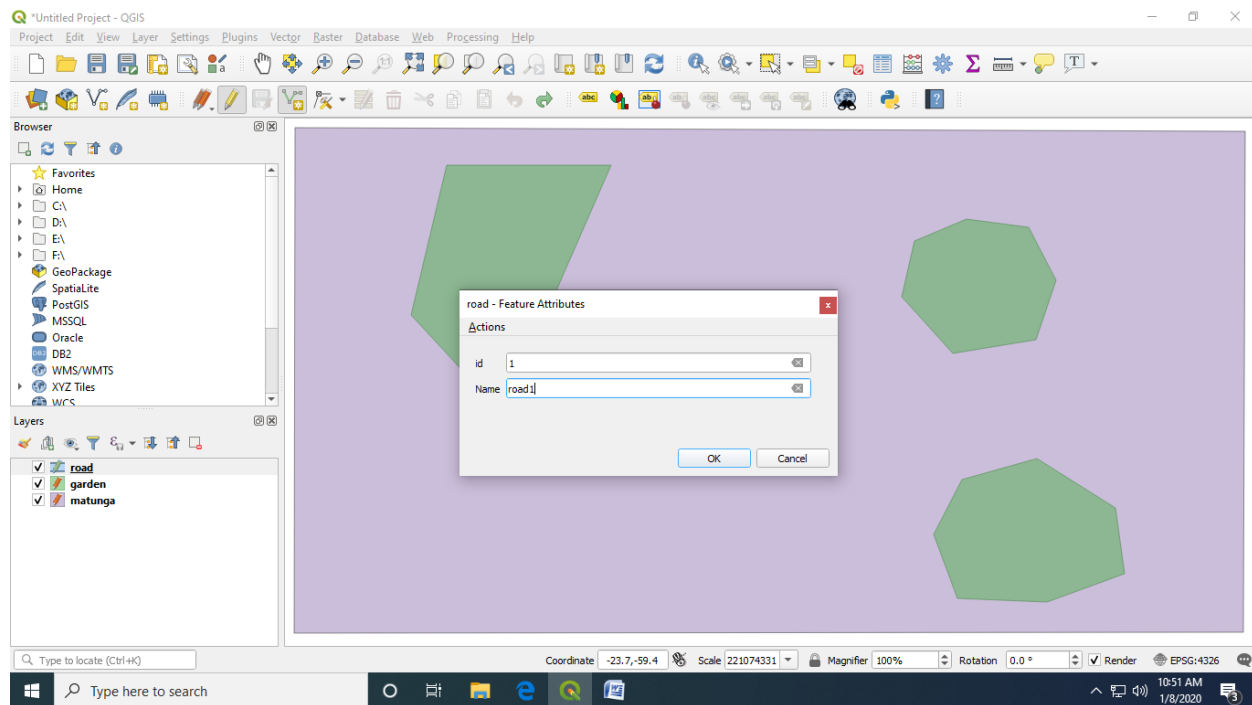 *Untitled Project - QGIS
Project Edit View Layer Settings Plugins Vector Raster Database Web Processing Help
abc
Browser
Favorites
Home
C:\
D:\
E:\
F:\
GeoPackage
SpatiaLite
PostGIS
MSSQL
Oracle
DB2
WMS/WMTS
XYZ Tiles
WCS
Layers
road
garden
matunga
road - Feature Attributes
Actions
id 1
Name road1
OK Cancel
Type to locate (Ctrl+K) Coordinate -23.7,-59.4 Scale 221074331 Magnifier 100% Rotation 0.0 ° Render EPSG:4326
Type here to search
10:51 AM
1/8/2020
3